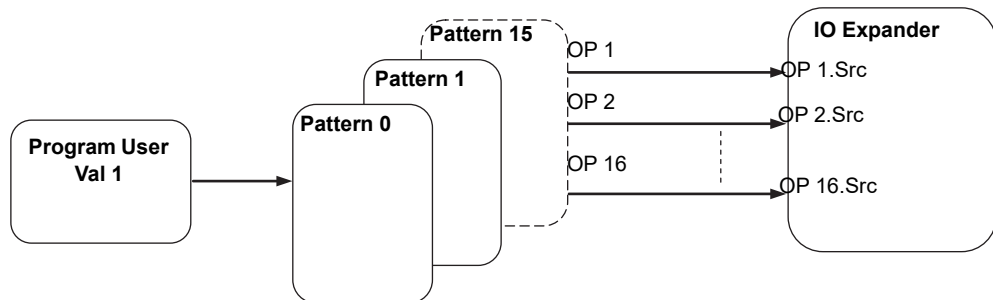 Program User
Val 1
Pattern 0
Pattern 1
Pattern 15
OP 1
OP 2
OP 16
IO Expander
OP 1.Src
OP 2.Src
OP 16.Src